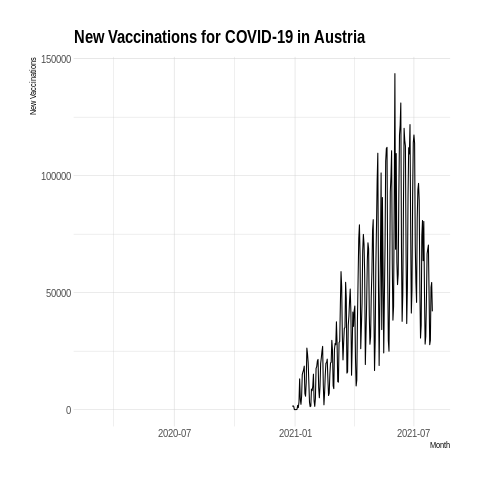 New Vaccinations for COVID-19 in Austria
New Vaccinations
150000
100000
50000
0
2020-07
2021-01
2021-07
Month